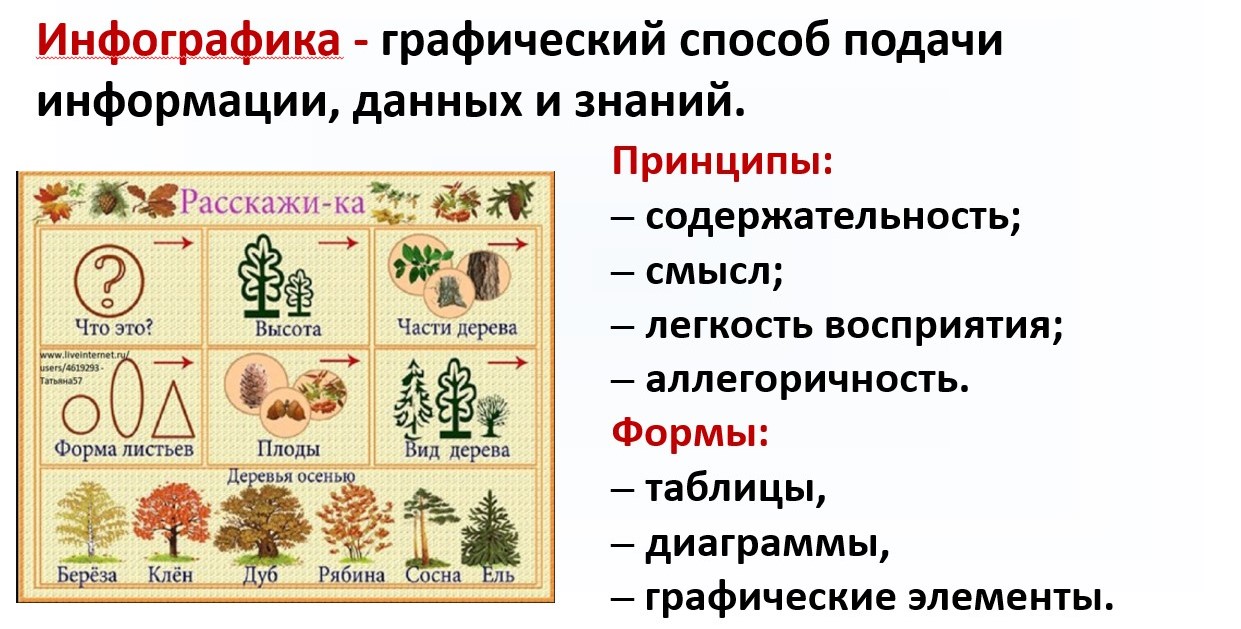 Инфографика - графический способ подачи
информации, данных и знаний.
Расскажи-ка
Что это?
Высота
Части дерева
www.liveinternet.ru/
users/4619293 -
Татьяна57
Форма листьев
Плоды
Вид дерева
Деревья осенью
Берёза
Клён
Дуб
Рябина
Сосна
Ель
Принципы:
– содержательность;
– смысл;
– легкость восприятия;
– аллегоричность.
Формы:
– таблицы,
– диаграммы,
– графические элементы.